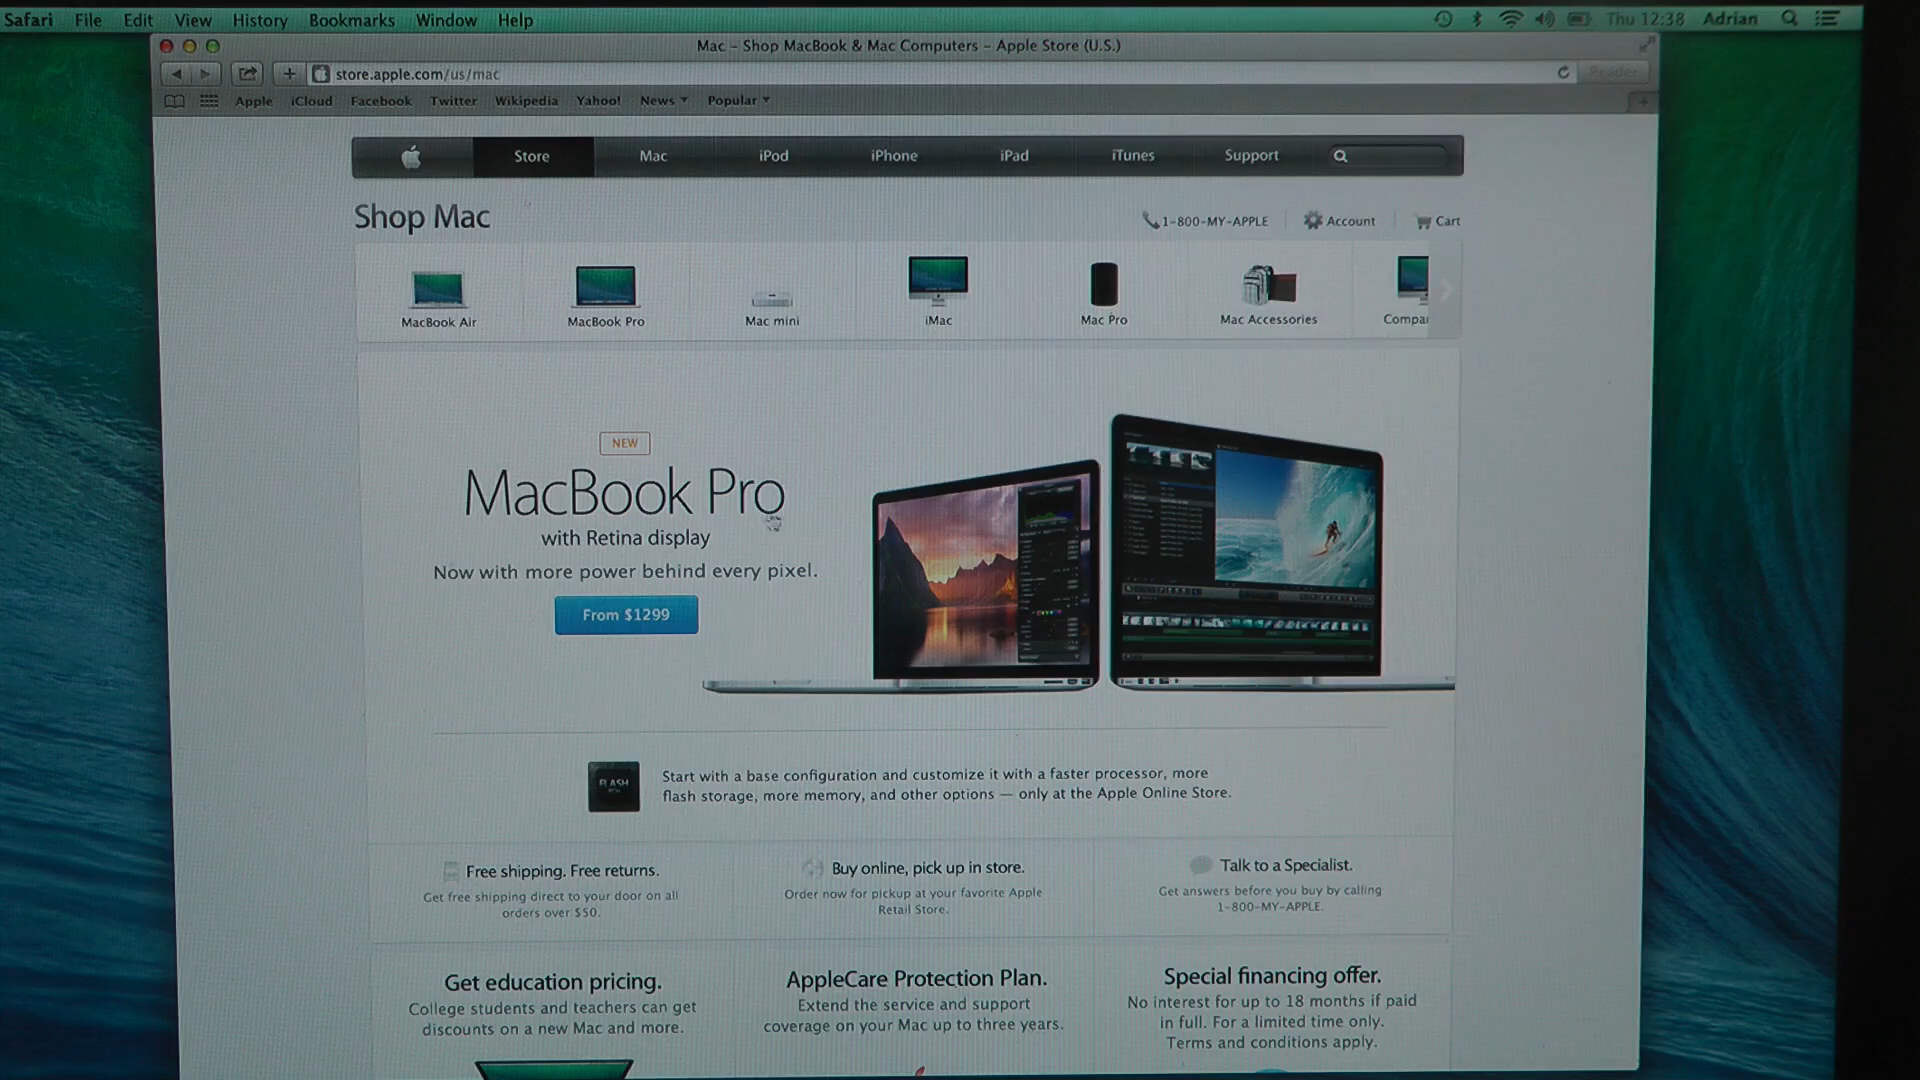 Safari File Edit View History Bookmarks Window Help Thu 12:38 Adrian
Mac – Shop MacBook & Mac Computers – Apple Store (U.S.)
store.apple.com/us/mac Reader
Apple iCloud Facebook Twitter Wikipedia Yahoo! News Popular
Store Mac iPod iPhone iPad iTunes Support
Shop Mac 1-800-MY-APPLE Account Cart
MacBook Air MacBook Pro Mac mini iMac Mac Pro Mac Accessories Compa
NEW
MacBook Pro
with Retina display
Now with more power behind every pixel.
From $1299
FLASH
Start with a base configuration and customize it with a faster processor, more
flash storage, more memory, and other options — only at the Apple Online Store.
Free shipping. Free returns.
Get free shipping direct to your door on all
orders over $50.
Buy online, pick up in store.
Order now for pickup at your favorite Apple
Retail Store.
Talk to a Specialist.
Get answers before you buy by calling
1-800-MY-APPLE.
Get education pricing.
College students and teachers can get
discounts on a new Mac and more.
AppleCare Protection Plan.
Extend the service and support
coverage on your Mac up to three years.
Special financing offer.
No interest for up to 18 months if paid
in full. For a limited time only.
Terms and conditions apply.